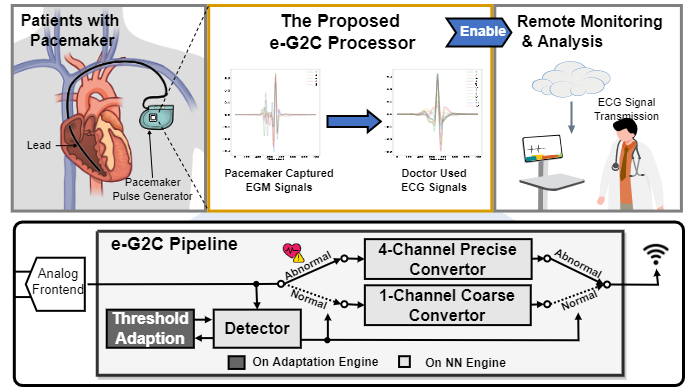 Patients with
Pacemaker
Lead
Pacemaker
Pulse Generator
The Proposed
e-G2C Processor
Pacemaker Captured
EGM Signals
Doctor Used
ECG Signals
Enable
Remote Monitoring
& Analysis
ECG Signal
Transmission
e-G2C Pipeline
Analog
Frontend
Abnormal
Normal
4-Channel Precise
Convertor
1-Channel Coarse
Convertor
Abnormal
Normal
Threshold
Adaption
Detector
On Adaptation Engine
On NN Engine